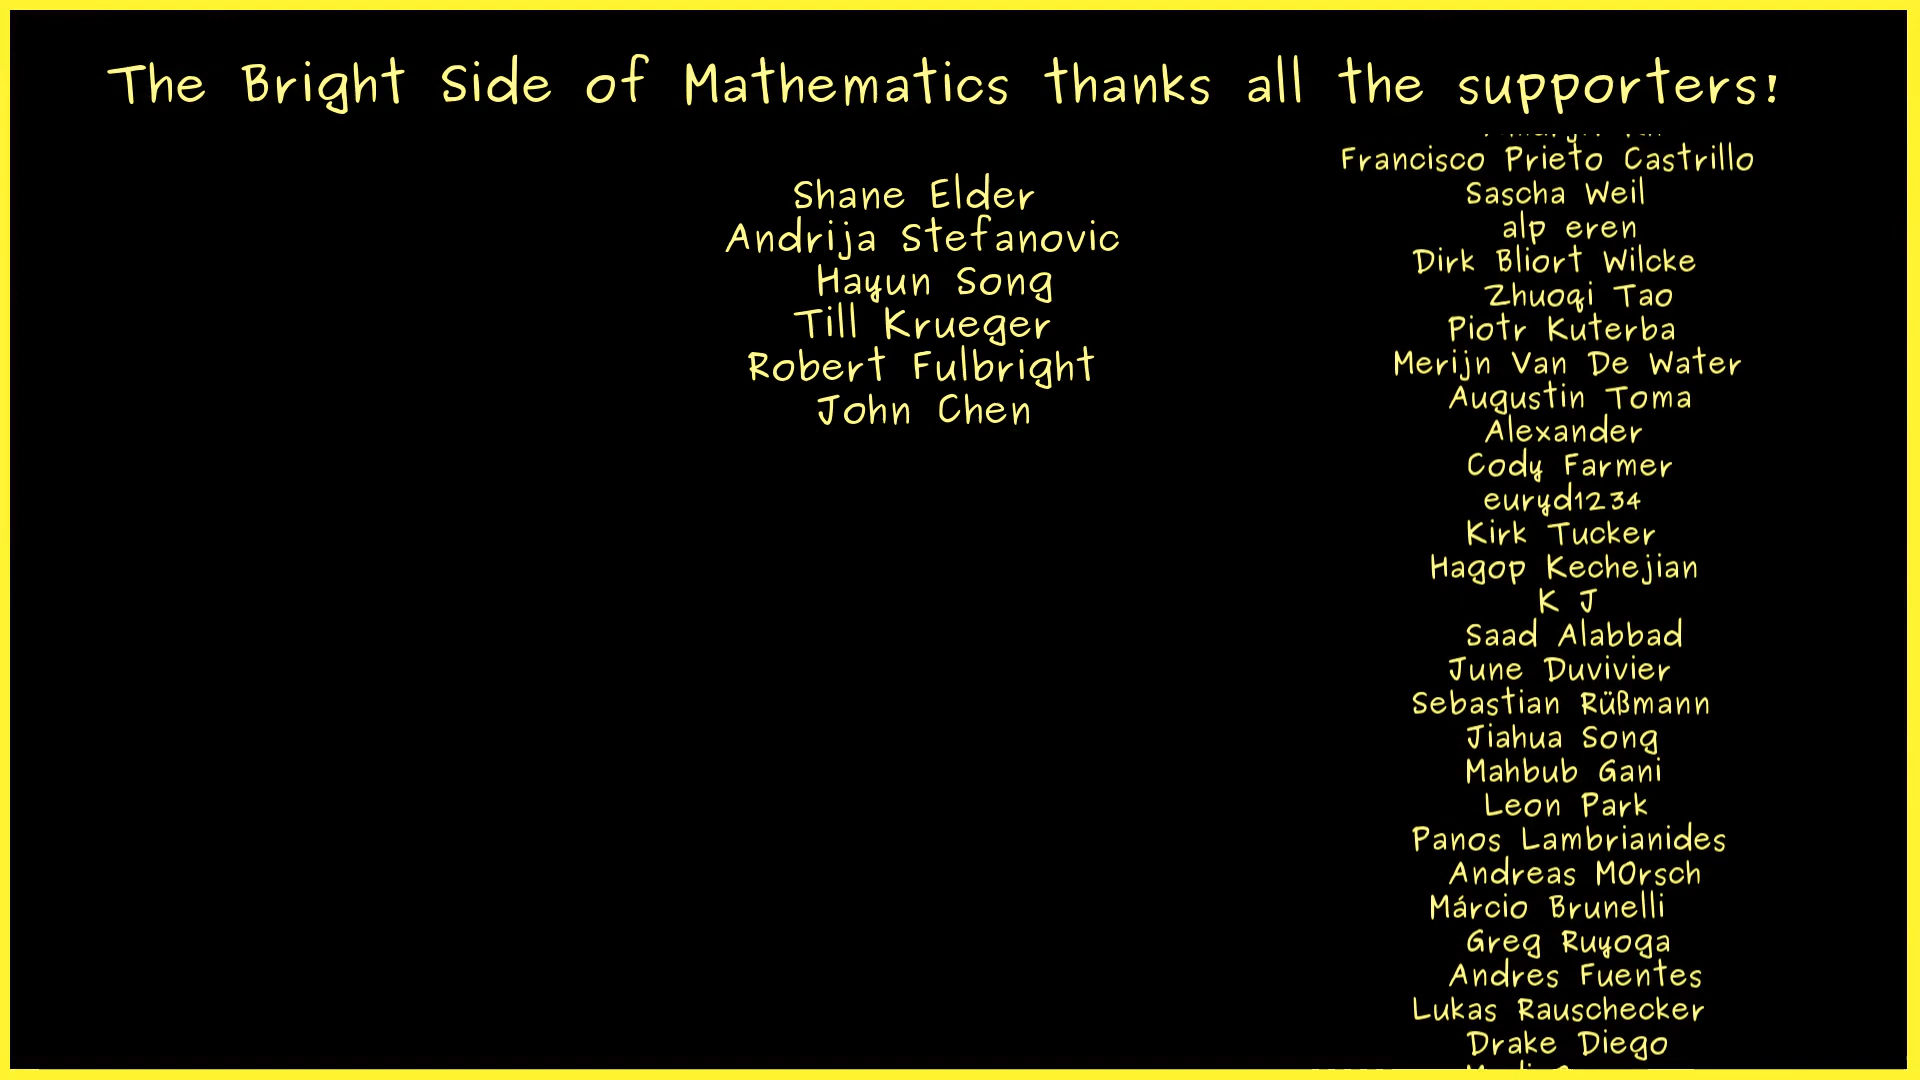 The Bright Side of Mathematics thanks all the supporters!
Shane Elder
Andrija Stefanovic
Hayun Song
Till Krueger
Robert Fulbright
John Chen
Francisco Prieto Castrillo
Sascha Weil
alp eren
Dirk Bliort Wilcke
Zhuoqi Tao
Piotr Kuterba
Merijn Van De Water
Augustin Toma
Alexander
Cody Farmer
euryd1234
Kirk Tucker
Hagop Kechejian
K J
Saad Alabbad
June Duvivier
Sebastian Rüßmann
Jiahua Song
Mahbub Gani
Leon Park
Panos Lambrianides
Andreas MOrsch
Márcio Brunelli
Greg Ruyoga
Andres Fuentes
Lukas Rauschecker
Drake Diego